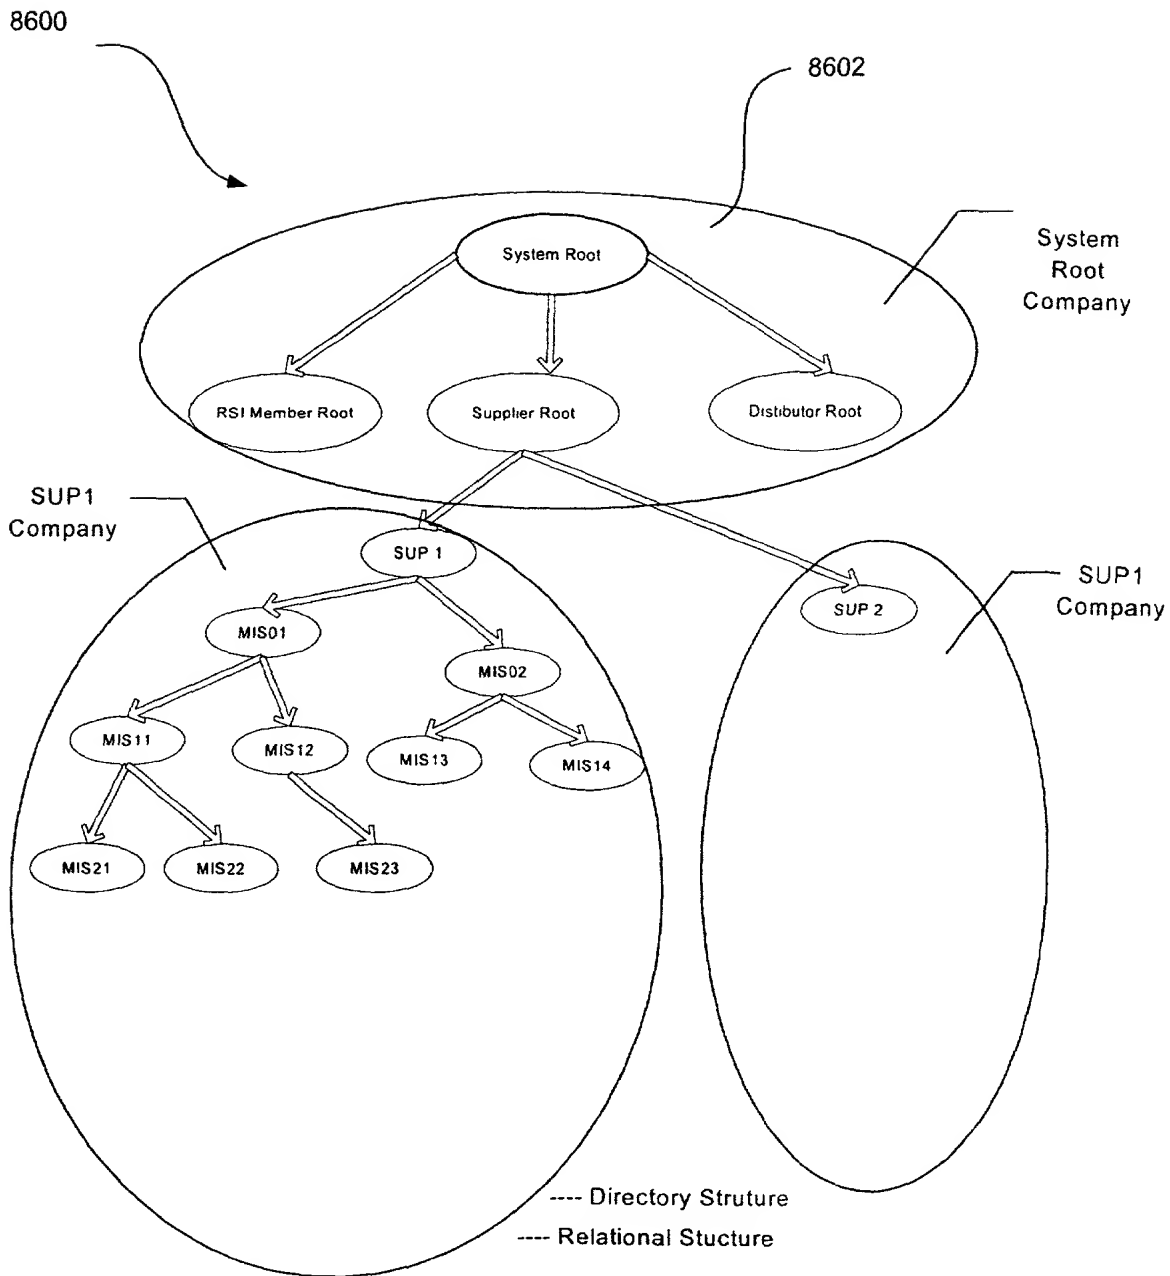 8600
8602
System Root
System
Root
Company
RSI Member Root
Supplier Root
Distibutor Root
SUP1
Company
SUP 1
SUP1
Company
SUP 2
MIS01
MIS02
MIS11
MIS12
MIS13
MIS14
MIS21
MIS22
MIS23
---- Directory Struture
---- Relational Stucture